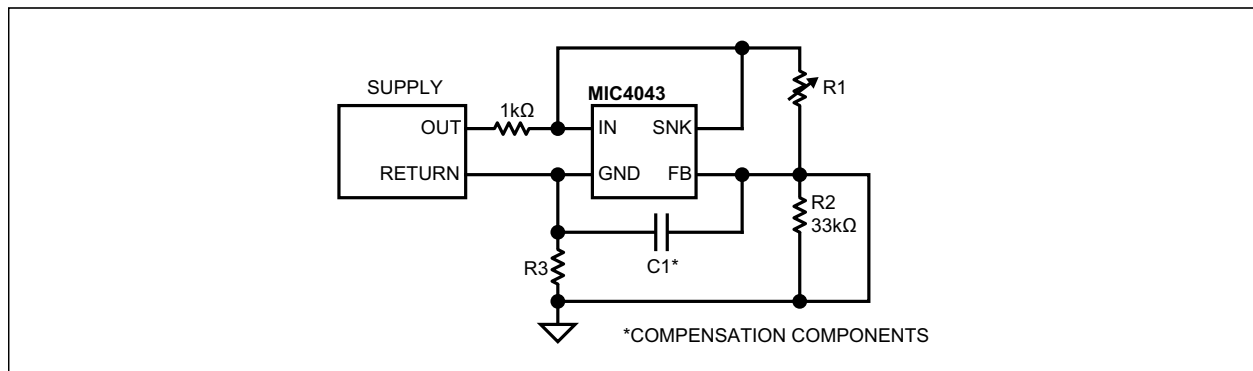 SUPPLY
OUT
RETURN
1kΩ
MIC4043
IN
SNK
GND
FB
R1
R2
33kΩ
R3
C1*
*COMPENSATION COMPONENTS